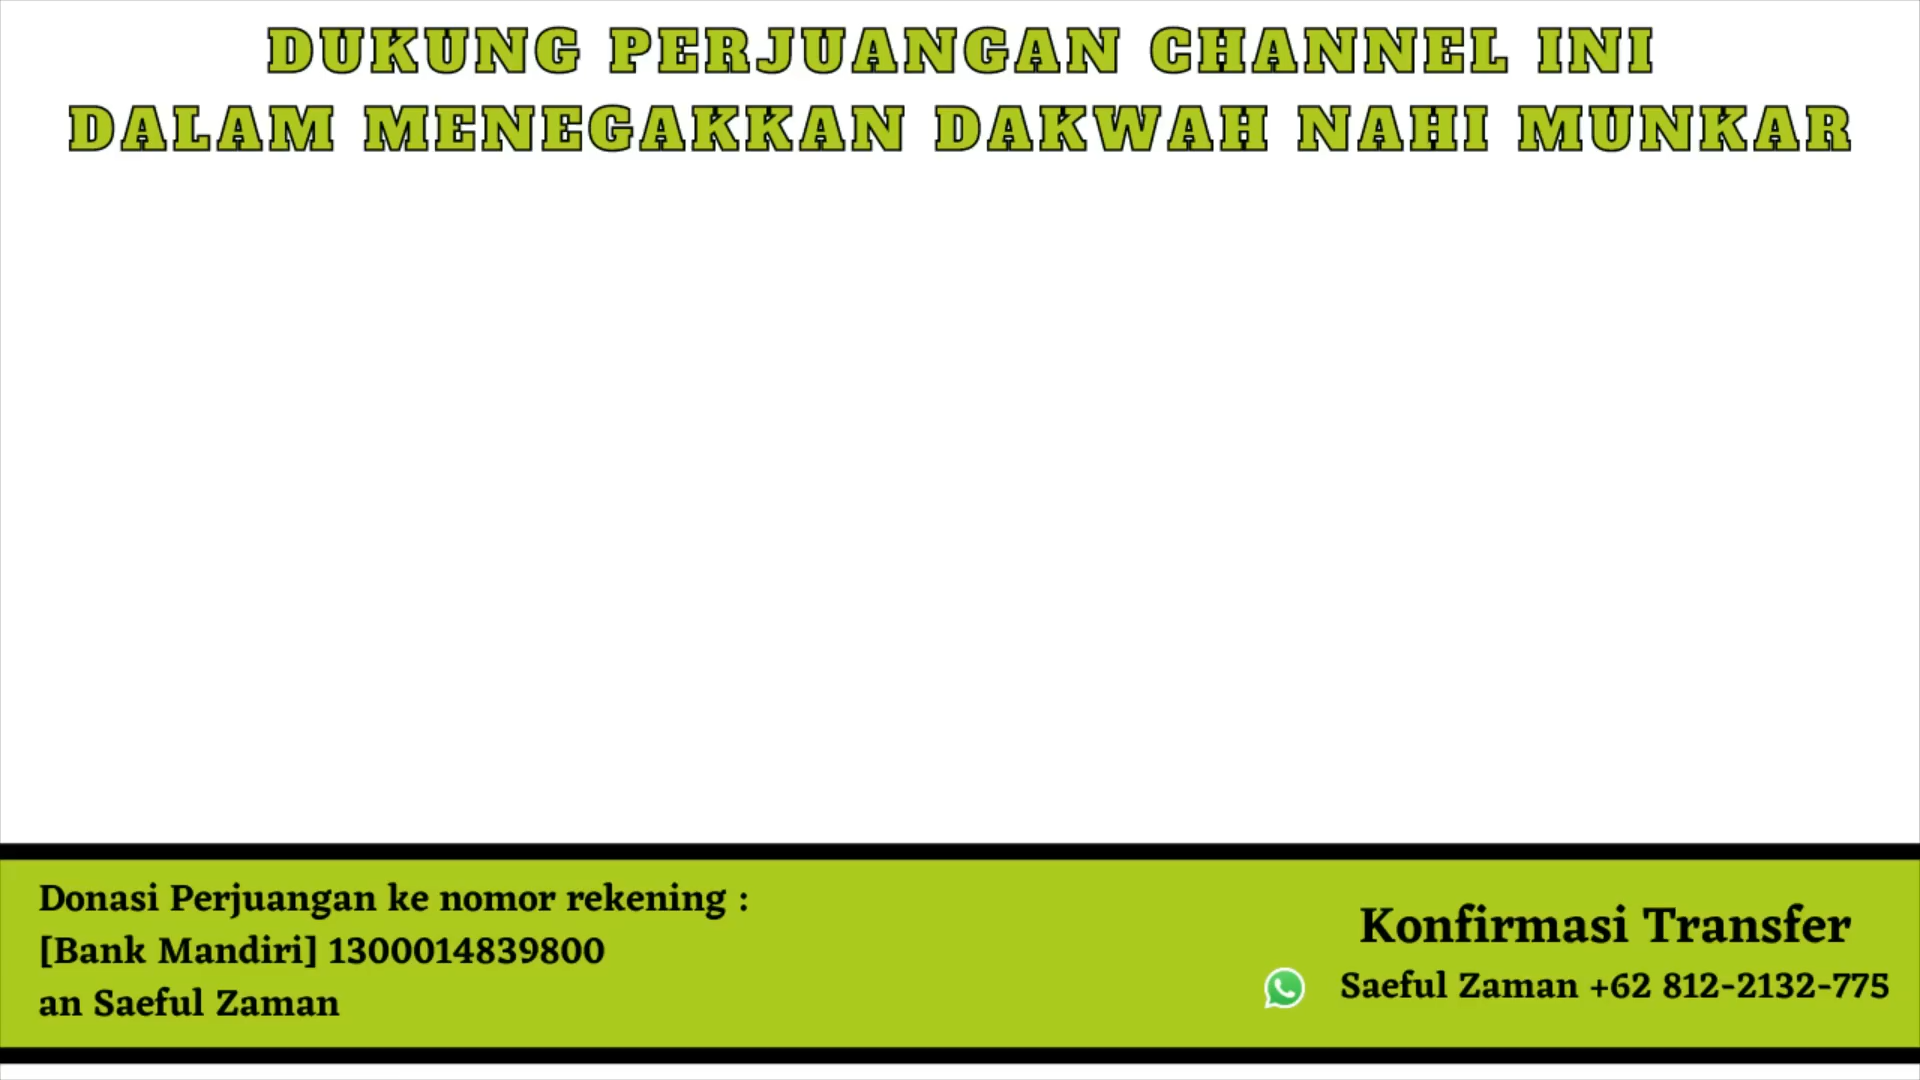 DUKUNG PERJUANGAN CHANNEL INI
DALAM MENEGAKKAN DAKWAH NAHI MUNKAR
Donasi Perjuangan ke nomor rekening :
[Bank Mandiri] 1300014839800
an Saeful Zaman
Konfirmasi Transfer
Saeful Zaman +62 812-2132-775